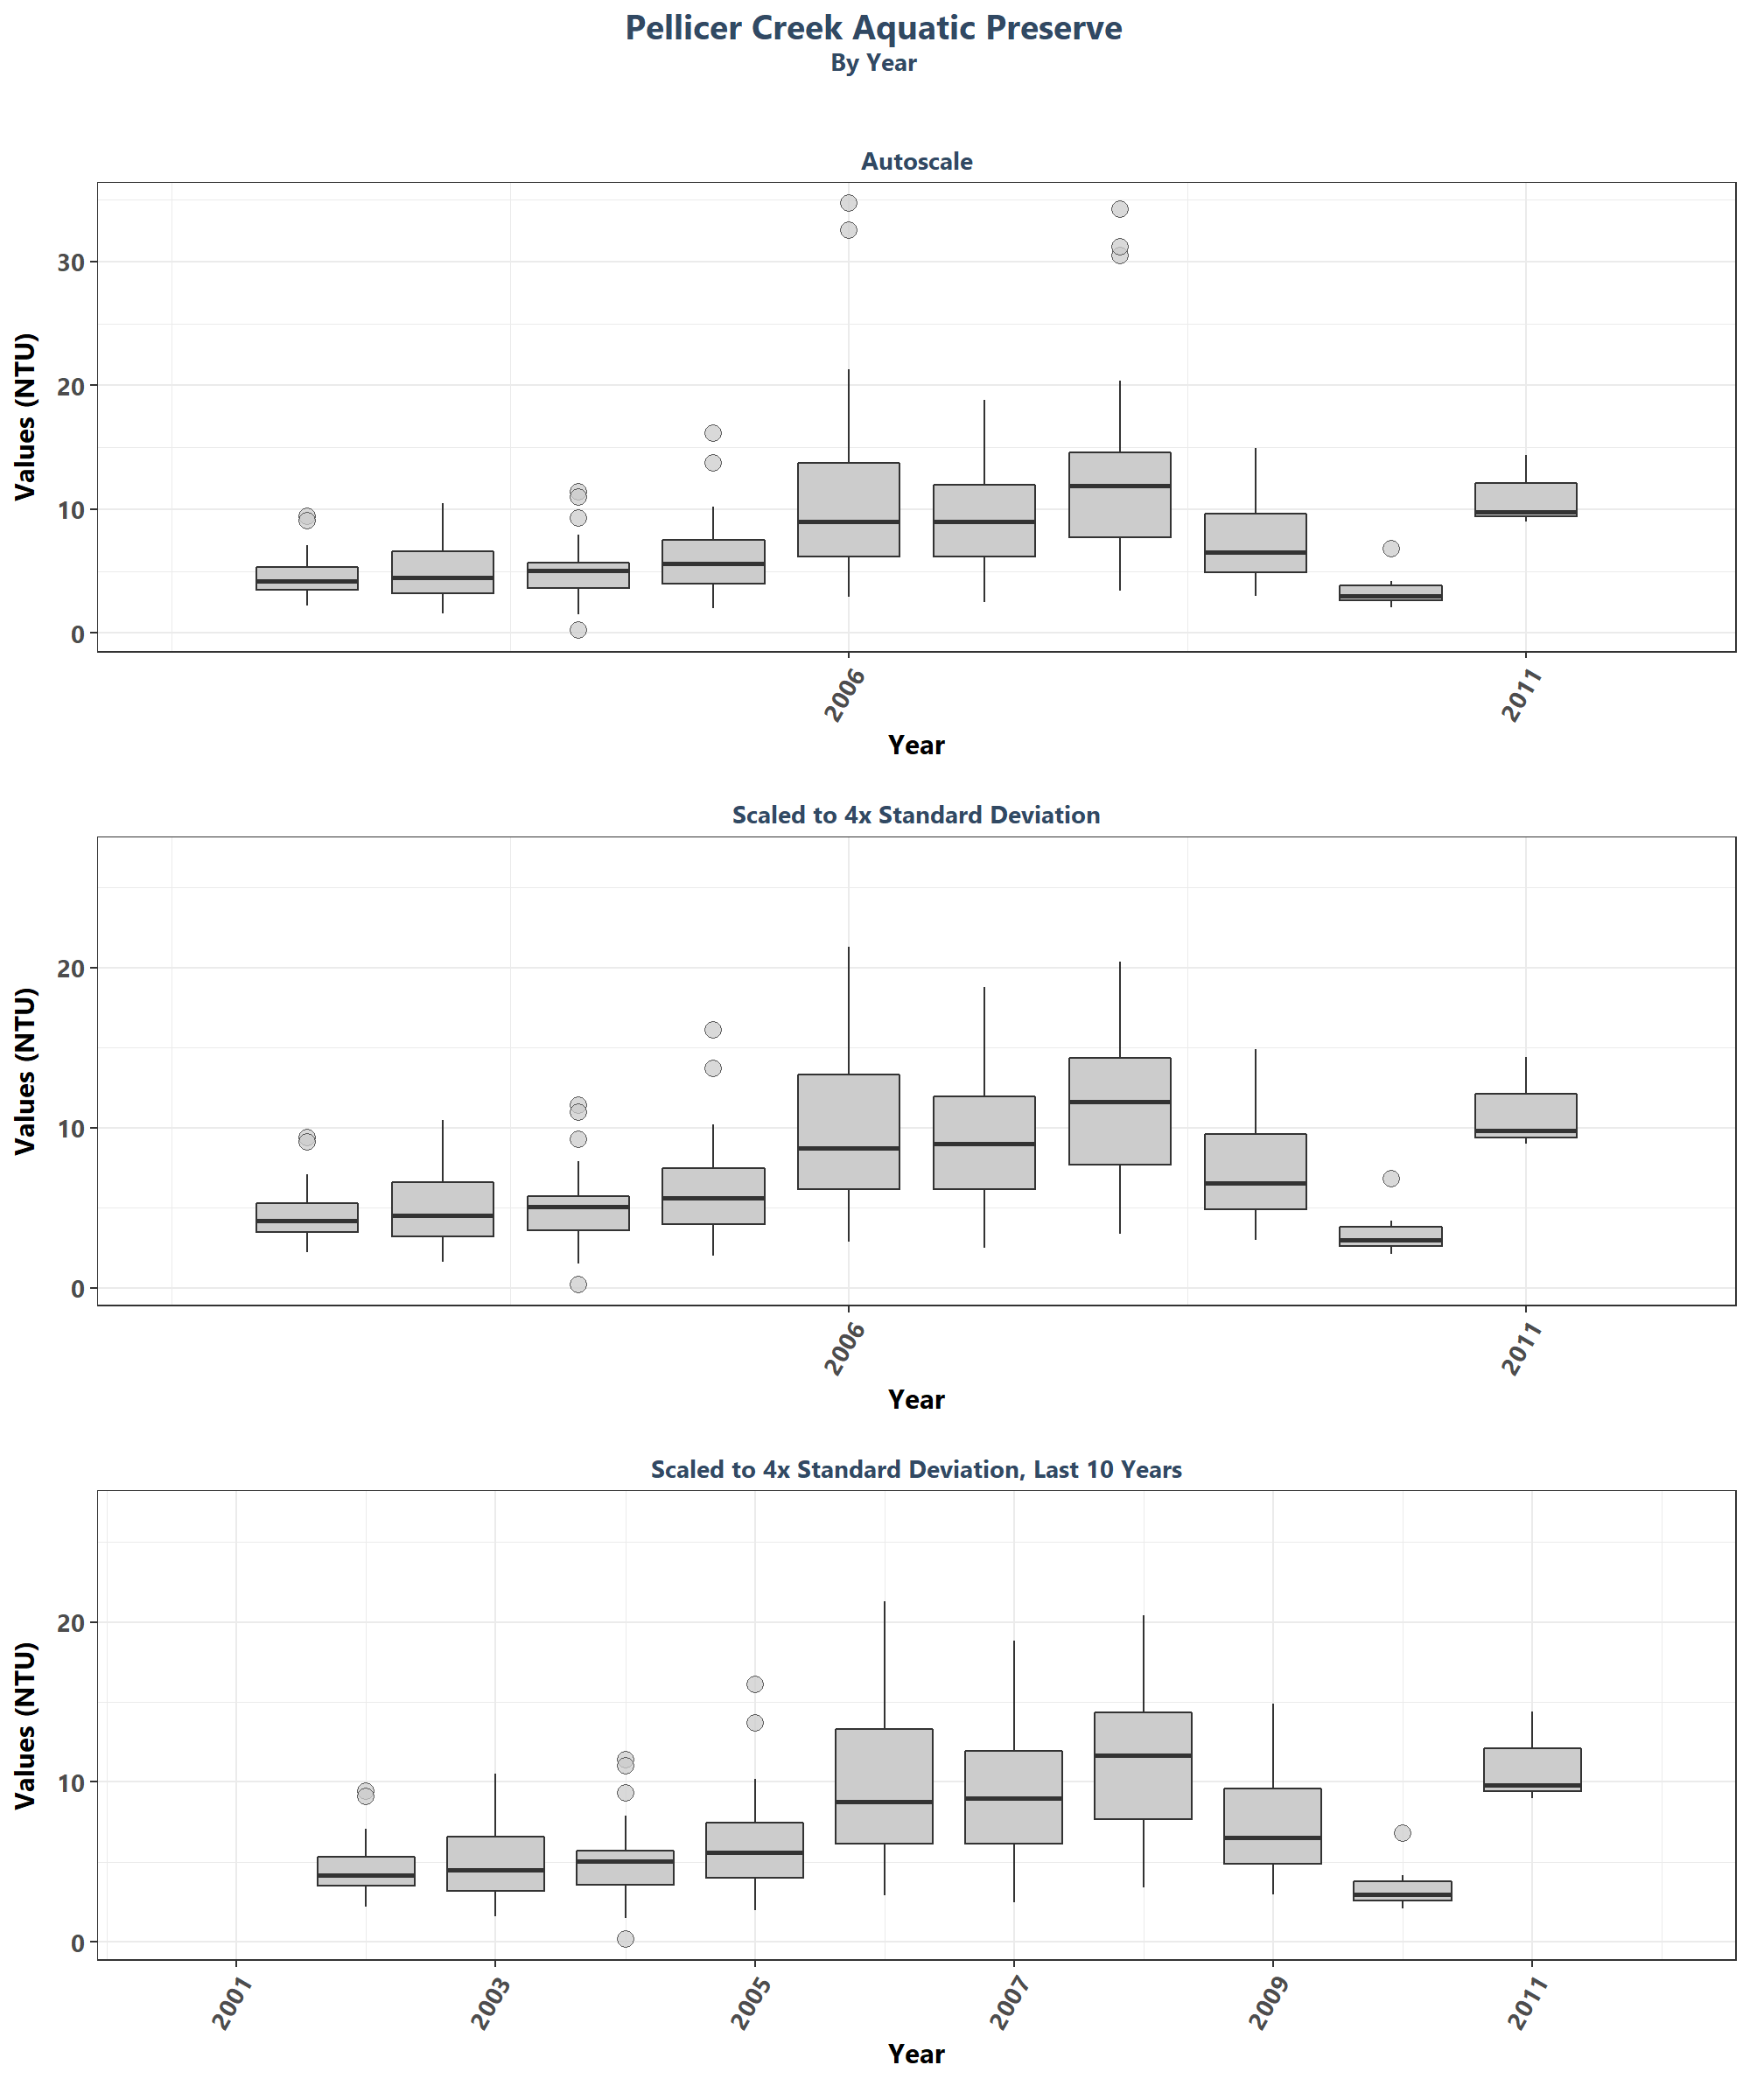 Pellicer Creek Aquatic Preserve
By Year
Autoscale
Values (NTU)
30
20
10
0
2006
2011
Year
Scaled to 4x Standard Deviation
Values (NTU)
20
10
0
2006
2011
Year
Scaled to 4x Standard Deviation, Last 10 Years
Values (NTU)
20
10
0
2001
2003
2005
2007
2009
2011
Year